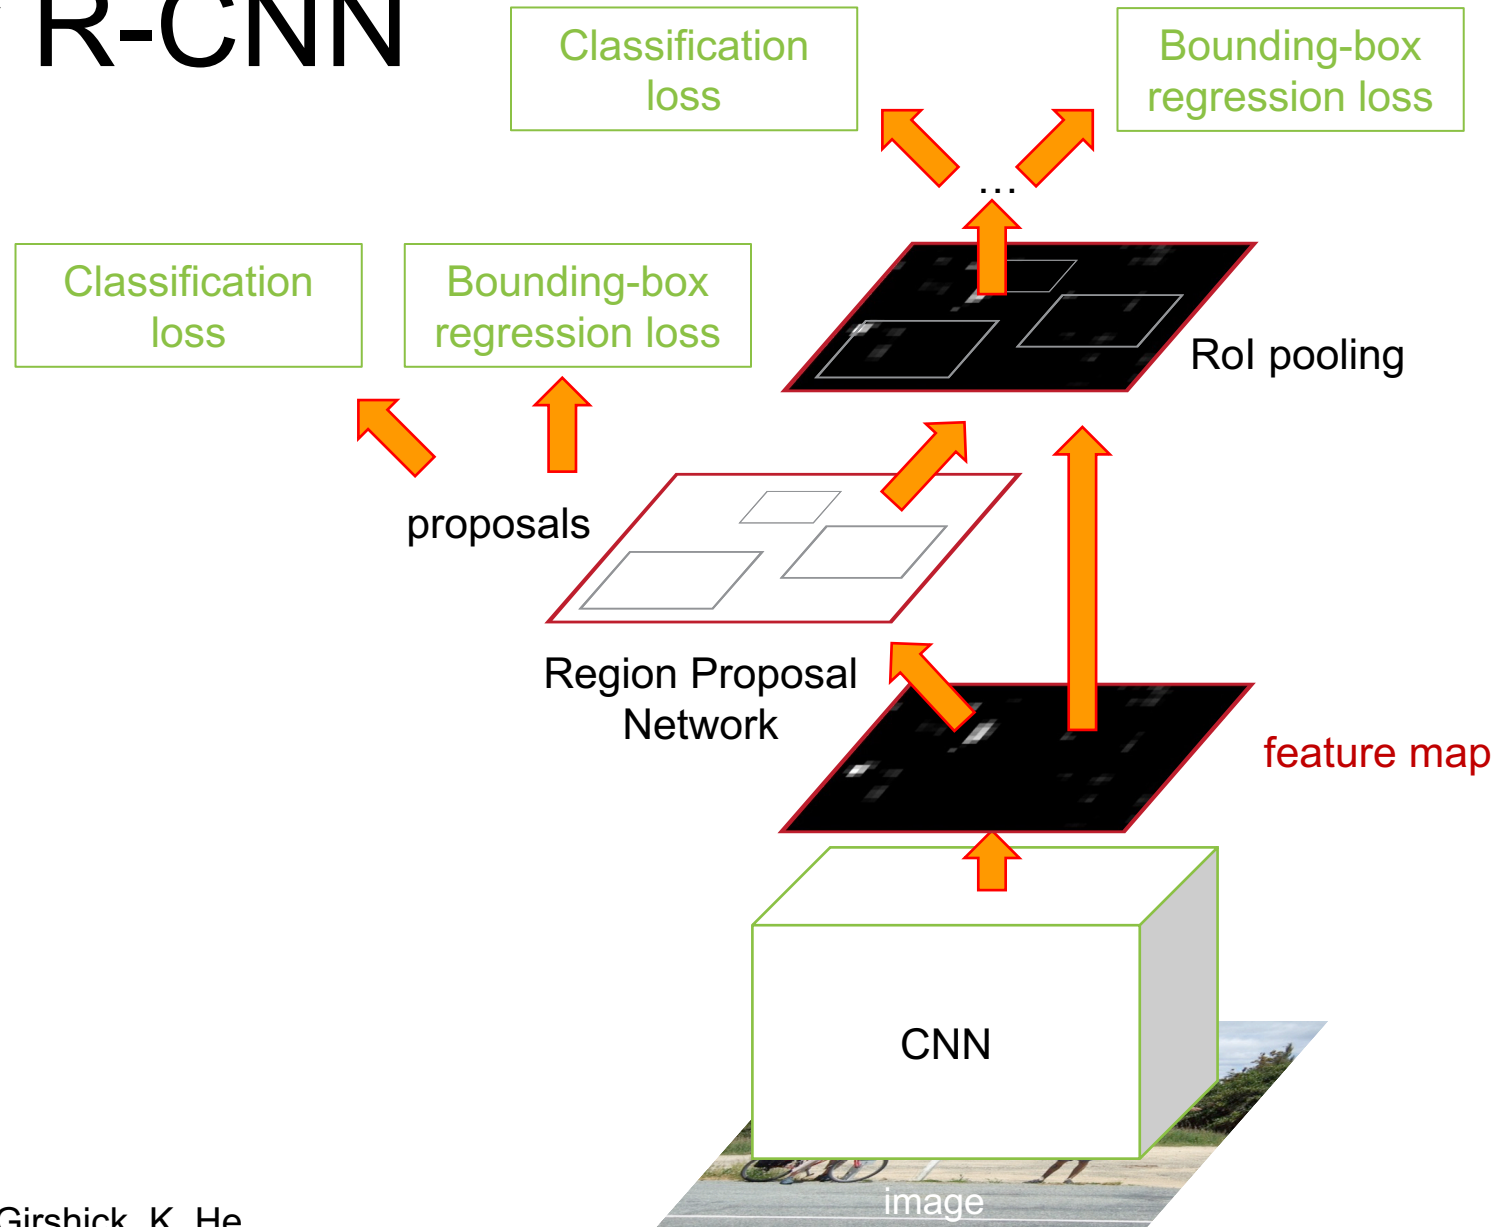 R-CNN
Classification
loss
Bounding-box
regression loss
…
Classification
loss
Bounding-box
regression loss
RoI pooling
proposals
Region Proposal
Network
feature map
CNN
image
Girshick, K. He